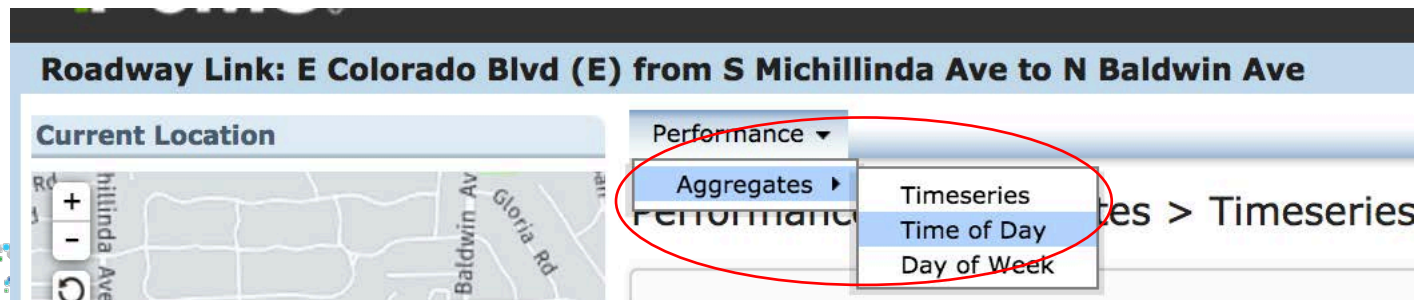 Roadway Link: E Colorado Blvd (E) from S Michillinda Ave to N Baldwin Ave
Current Location
Performance
Aggregates
Timeseries
Time of Day
Day of Week
> Timeseries
Rd
+
-
Baldwin Av
Gloria Rd